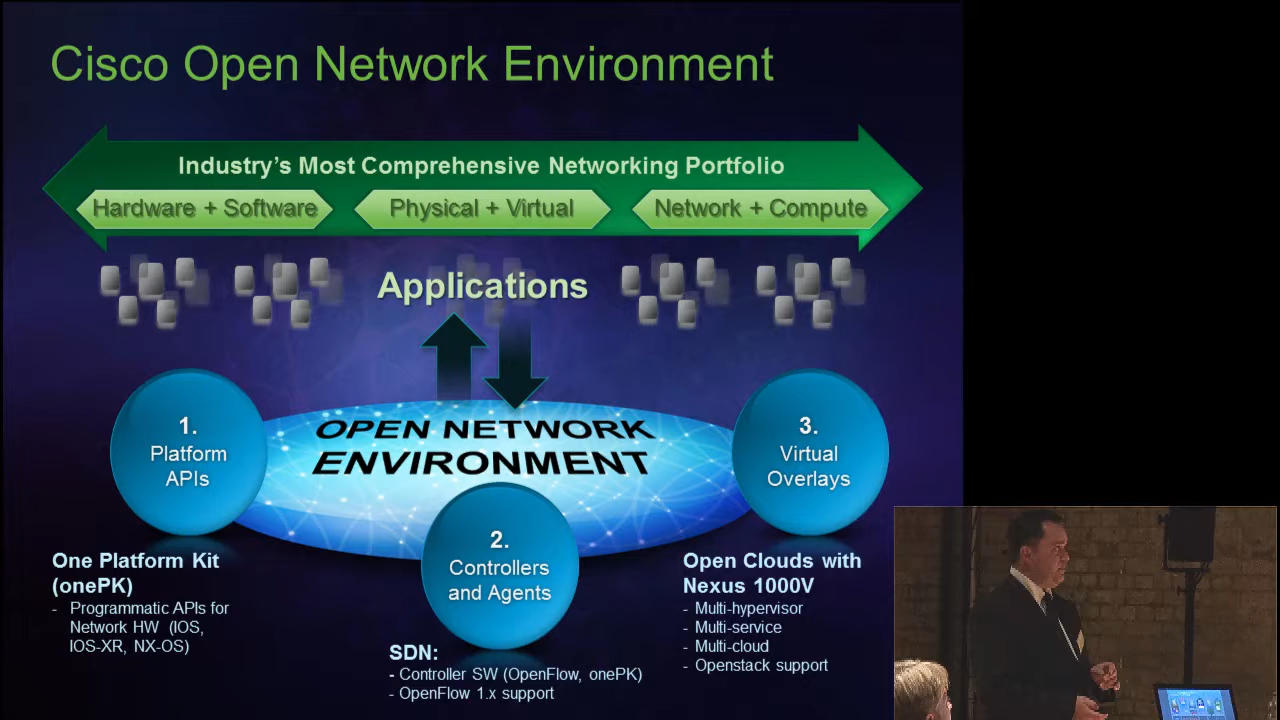 Cisco Open Network Environment
Industry's Most Comprehensive Networking Portfolio
Hardware + Software
Physical + Virtual
Network + Compute
Applications
OPEN NETWORK
ENVIRONMENT
1.
Platform
APIs
2.
Controllers
and Agents
3.
Virtual
Overlays
One Platform Kit
(onePK)
- Programmatic APIs for
Network HW (IOS,
IOS-XR, NX-OS)
SDN:
- Controller SW (OpenFlow, onePK)
- OpenFlow 1.x support
Open Clouds with
Nexus 1000V
- Multi-hypervisor
- Multi-service
- Multi-cloud
- Openstack support